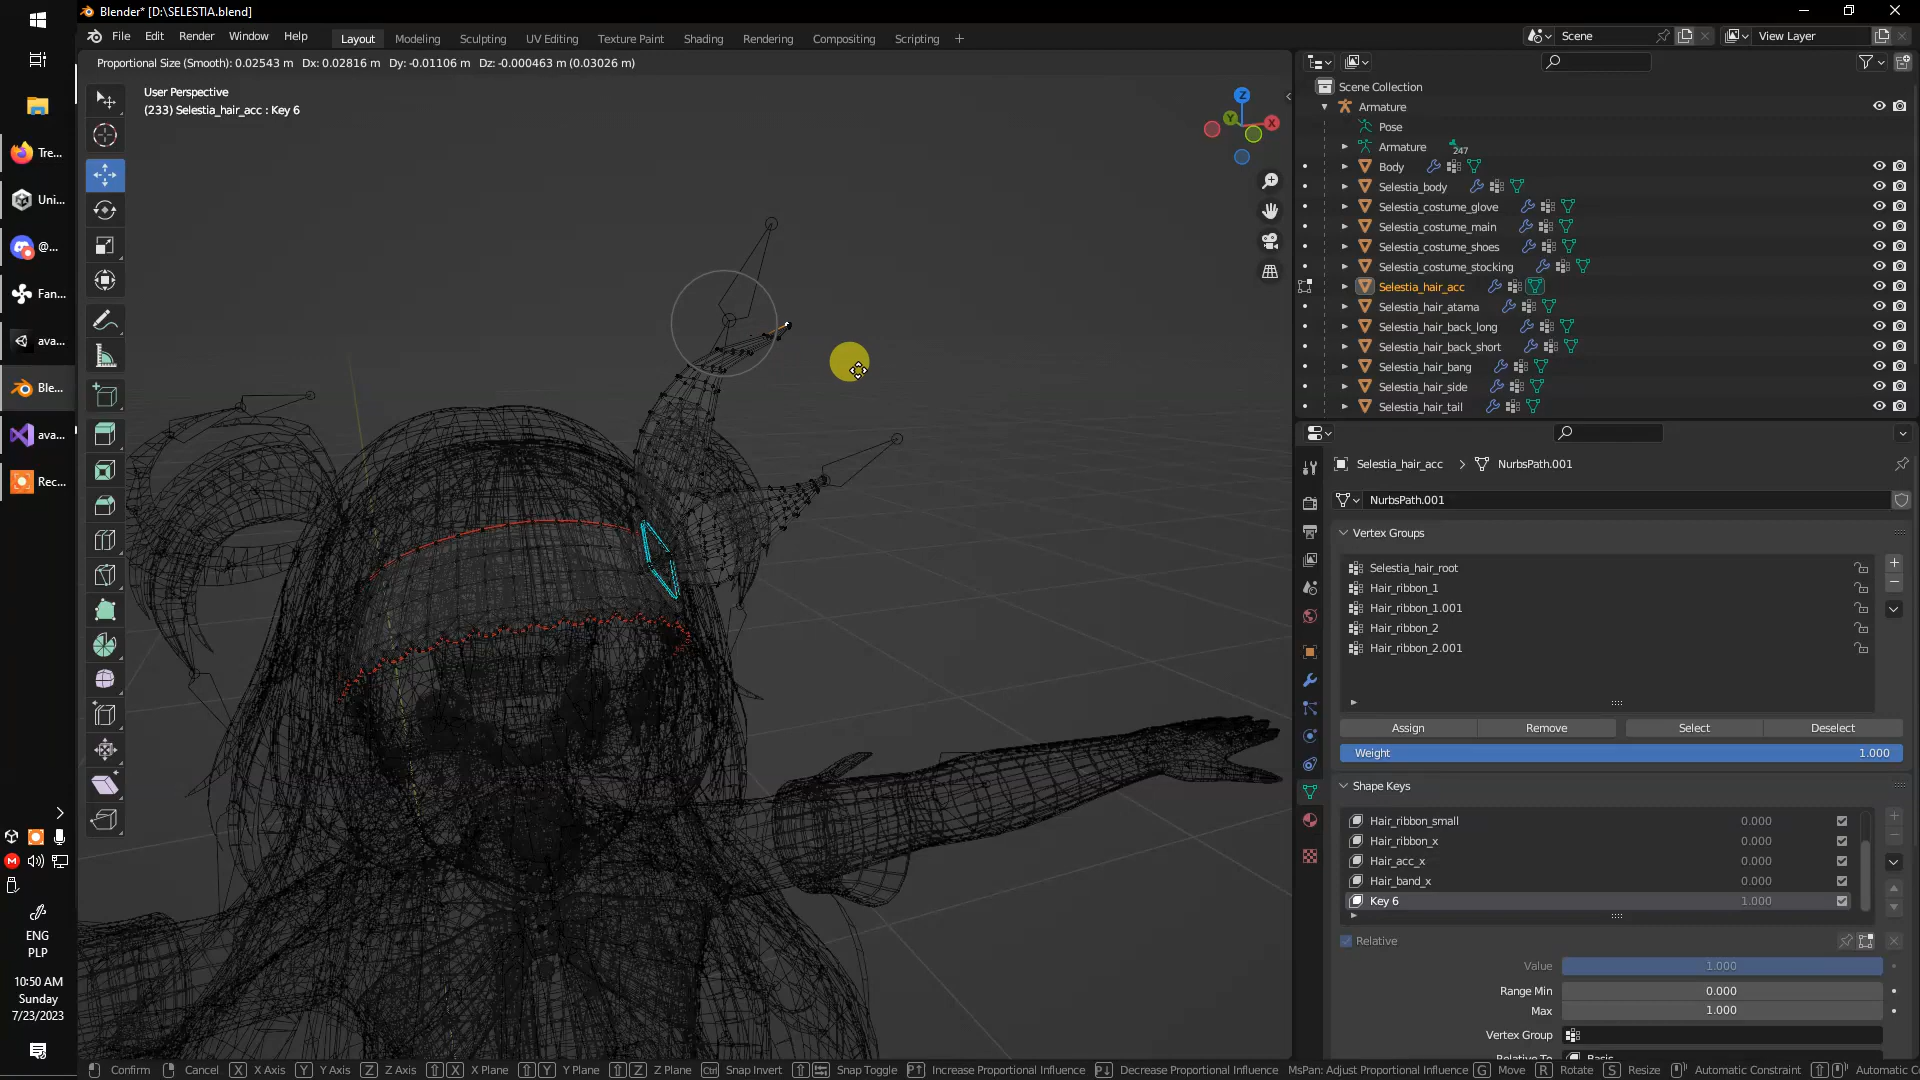 Blender* [D:\SELESTIA.blend]
File Edit Render Window Help
Layout Modeling Sculpting UV Editing Texture Paint Shading Rendering Compositing Scripting +
Scene
View Layer
Proportional Size (Smooth): 0.02543 m Dx: 0.02816 m Dy: -0.01106 m Dz: -0.000463 m (0.03026 m)
User Perspective
(233) Selestia_hair_acc : Key 6
Z
Y
X
Tre...
Uni...
@...
Fan...
ava...
Ble...
ava...
Rec...
ENG
PLP
10:50 AM
Sunday
7/23/2023
Scene Collection
Armature
Pose
Armature 247
Body
Selestia_body
Selestia_costume_glove
Selestia_costume_main
Selestia_costume_shoes
Selestia_costume_stocking
Selestia_hair_acc
Selestia_hair_atama
Selestia_hair_back_long
Selestia_hair_back_short
Selestia_hair_bang
Selestia_hair_side
Selestia_hair_tail
Selestia_hair_acc > NurbsPath.001
NurbsPath.001
Vertex Groups
Selestia_hair_root
Hair_ribbon_1
Hair_ribbon_1.001
Hair_ribbon_2
Hair_ribbon_2.001
Assign Remove Select Deselect
Weight 1.000
Shape Keys
Hair_ribbon_small 0.000
Hair_ribbon_x 0.000
Hair_acc_x 0.000
Hair_band_x 0.000
Key 6 1.000
Relative
Value 1.000
Range Min 0.000
Max 1.000
Vertex Group
Relative To Basis
Confirm Cancel X X Axis Y Y Axis Z Z Axis X X Plane Y Y Plane Z Z Plane Ctrl Snap Invert Snap Toggle Increase Proportional Influence Decrease Proportional Influence MsPan: Adjust Proportional Influence G Move R Rotate S Resize Automatic Constraint Automatic Co